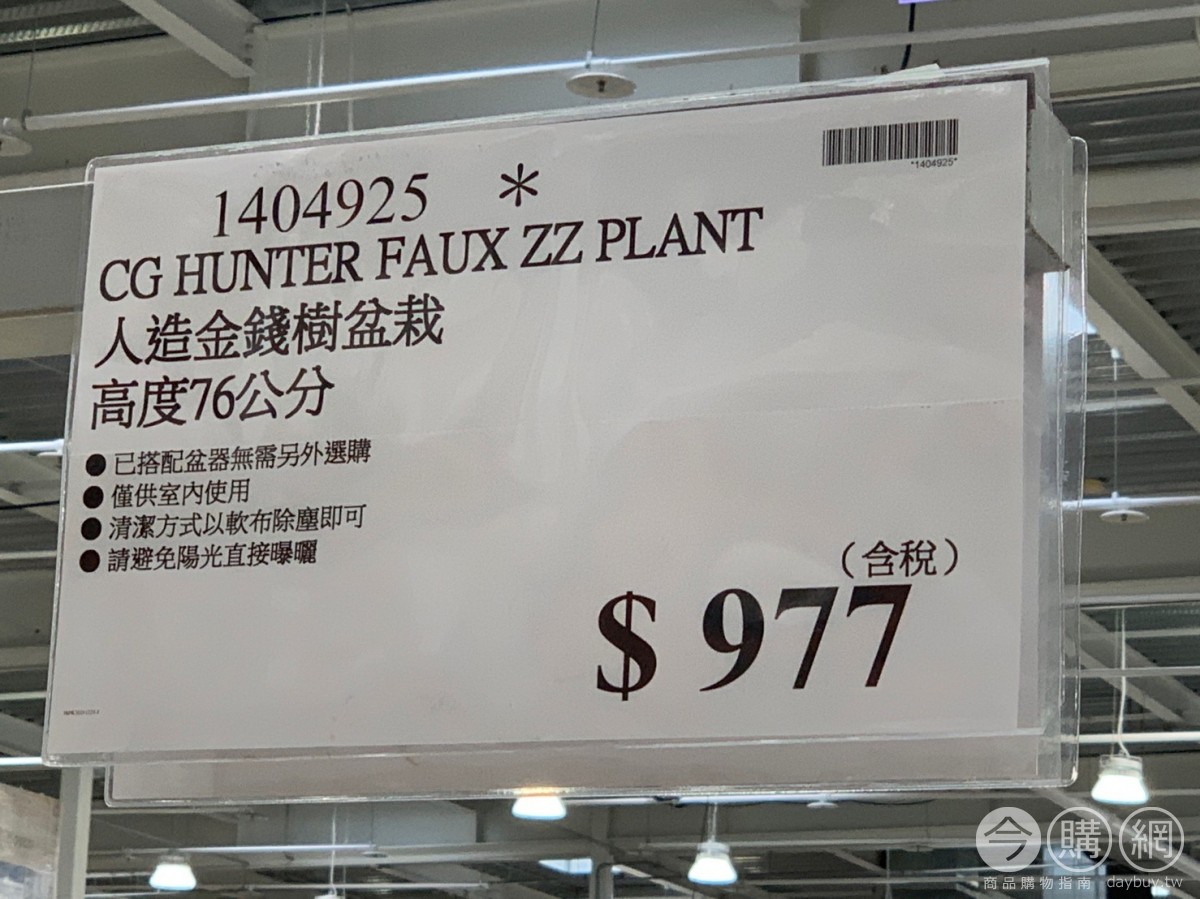 *1404925*
1404925 *
CG HUNTER FAUX ZZ PLANT
人造金錢樹盆栽
高度76公分
● 已搭配盆器無需另外選購
● 僅供室內使用
● 清潔方式以軟布除塵即可
● 請避免陽光直接曝曬
(含稅)
$ 977
今購網
商品購物指南 daybuy.tw